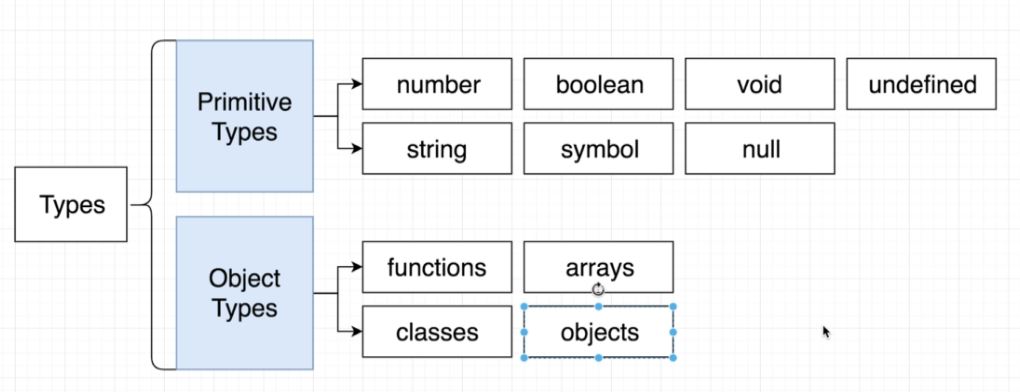 Types
Primitive
Types
number
boolean
void
undefined
string
symbol
null
Object
Types
functions
arrays
classes
objects